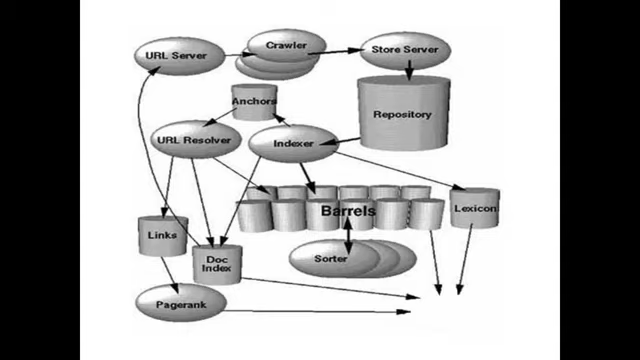 URL Server
Crawler
Store Server
Anchors
Repository
URL Resolver
Indexer
Barrels
Lexicon
Links
Doc
Index
Sorter
Pagerank